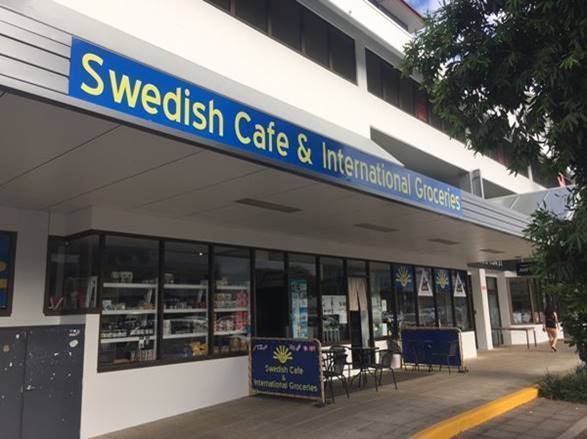 Swedish Cafe & International Groceries
Swedish Cafe
&
International Groceries